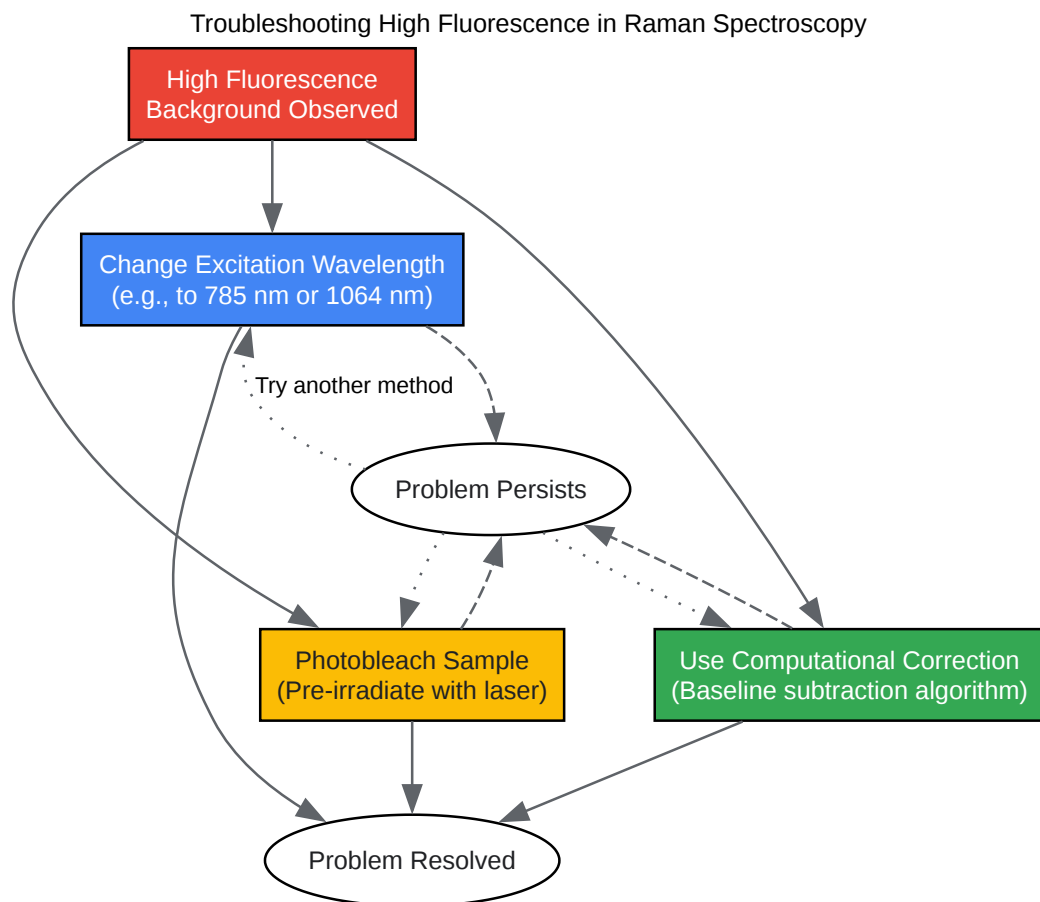 Troubleshooting High Fluorescence in Raman Spectroscopy
High Fluorescence
Background Observed
Change Excitation Wavelength
(e.g., to 785 nm or 1064 nm)
Try another method
Problem Persists
Photobleach Sample
(Pre-irradiate with laser)
Use Computational Correction
(Baseline subtraction algorithm)
Problem Resolved